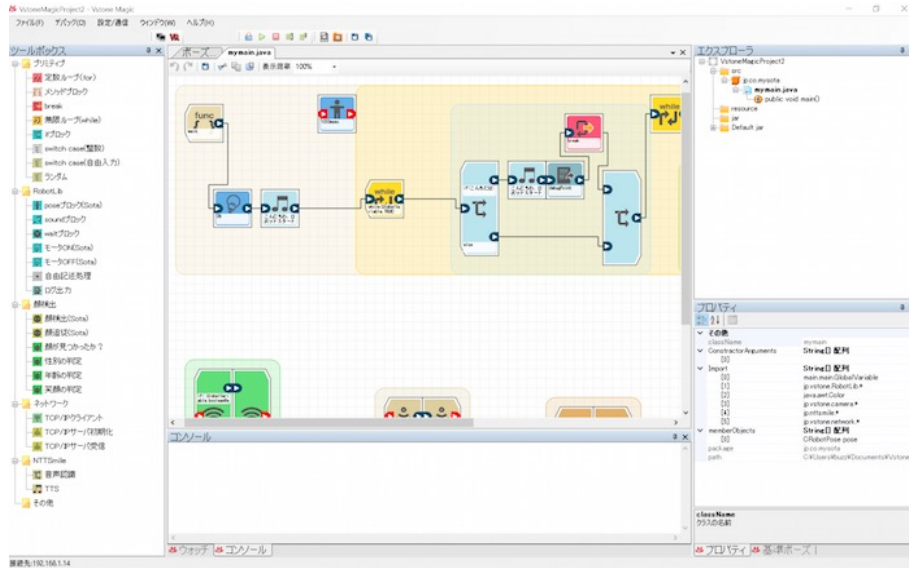 VstoneMagicProject2 - Vstone Magic
ファイル(F) デバッグ(D) 設定/通信 ウィンドウ(W) ヘルプ(H)
ツールボックス
プリミティブ
定数ループ(for)
メソッドブロック
break
無限ループ(while)
ifブロック
switch case(整数)
switch case(自由入力)
ランダム
RobotLib
poseブロック(Sota)
soundブロック
waitブロック
モータON(Sota)
モータOFF(Sota)
自由記述処理
ログ出力
顔検出
顔検出(Sota)
顔追従(Sota)
顔が見つかったか？
性別の判定
年齢の判定
笑顔の判定
ネットワーク
TCP/IPクライアント
TCP/IPサーバ初期化
TCP/IPサーバ受信
NTTSmile
音声認識
TTS
その他
ポーズ mymain.java
表示倍率 100%
func
while
break
while
else
コンソール
ウォッチ コンソール
エクスプローラ
VstoneMagicProject2
src
jp.co.mysota
mymain.java
public void main()
resource
jar
Default jar
プロパティ
その他
className mymain
ConstractorArguments String[] 配列
[0]
Import String[] 配列
[0] main.main.GlobalVariable
[1] jp.vstone.RobotLib.*
[2] java.awt.Color
[3] jp.vstone.camera.*
[4] jp.nttsmile.*
[5] jp.vstone.network.*
memberObjects String[] 配列
[0] CRobotPose pose
package jp.co.mysota
path C:¥Users¥buzz¥Documents¥Vstone
className
クラスの名前
プロパティ 基準ポーズ
接続先:192.168.1.14